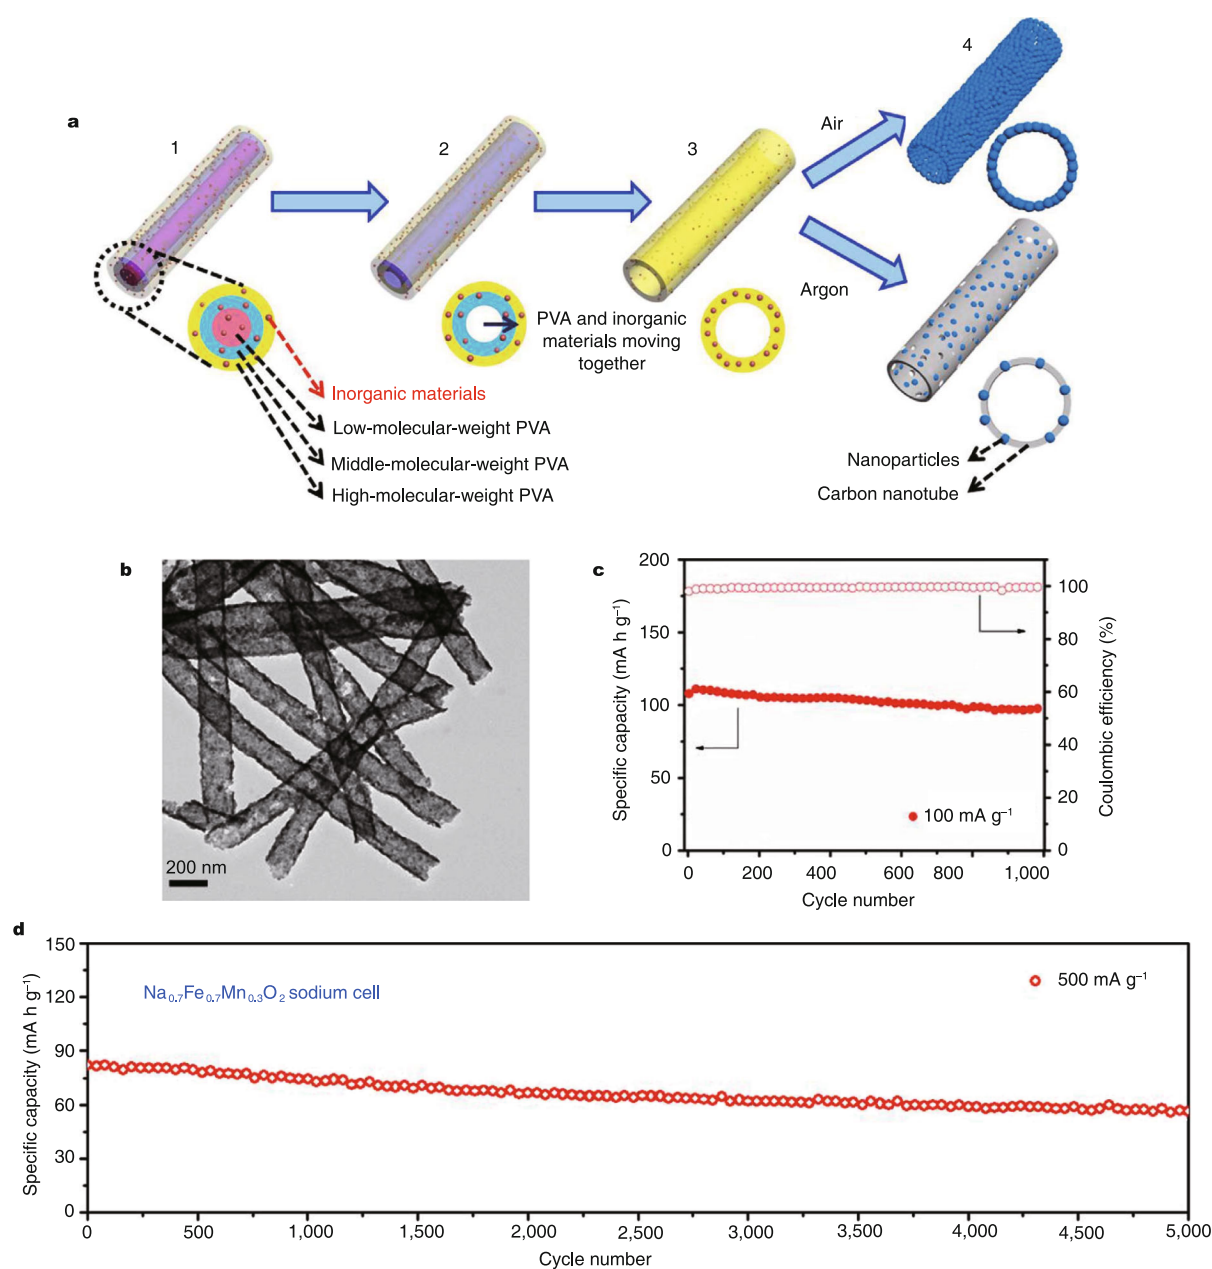 a
1
2
3
4
Air
Argon
PVA and inorganic
materials moving
together
Inorganic materials
Low-molecular-weight PVA
Middle-molecular-weight PVA
High-molecular-weight PVA
Nanoparticles
Carbon nanotube
b
200 nm
c
Specific capacity (mA h g⁻¹)
200
150
100
50
0
100
80
60
40
20
0
Coulombic efficiency (%)
100 mA g⁻¹
0 200 400 600 800 1,000
Cycle number
d
Specific capacity (mA h g⁻¹)
150
120
90
60
30
0
Na₀.₇Fe₀.₇Mn₀.₃O₂ sodium cell
500 mA g⁻¹
0 500 1,000 1,500 2,000 2,500 3,000 3,500 4,000 4,500 5,000
Cycle number